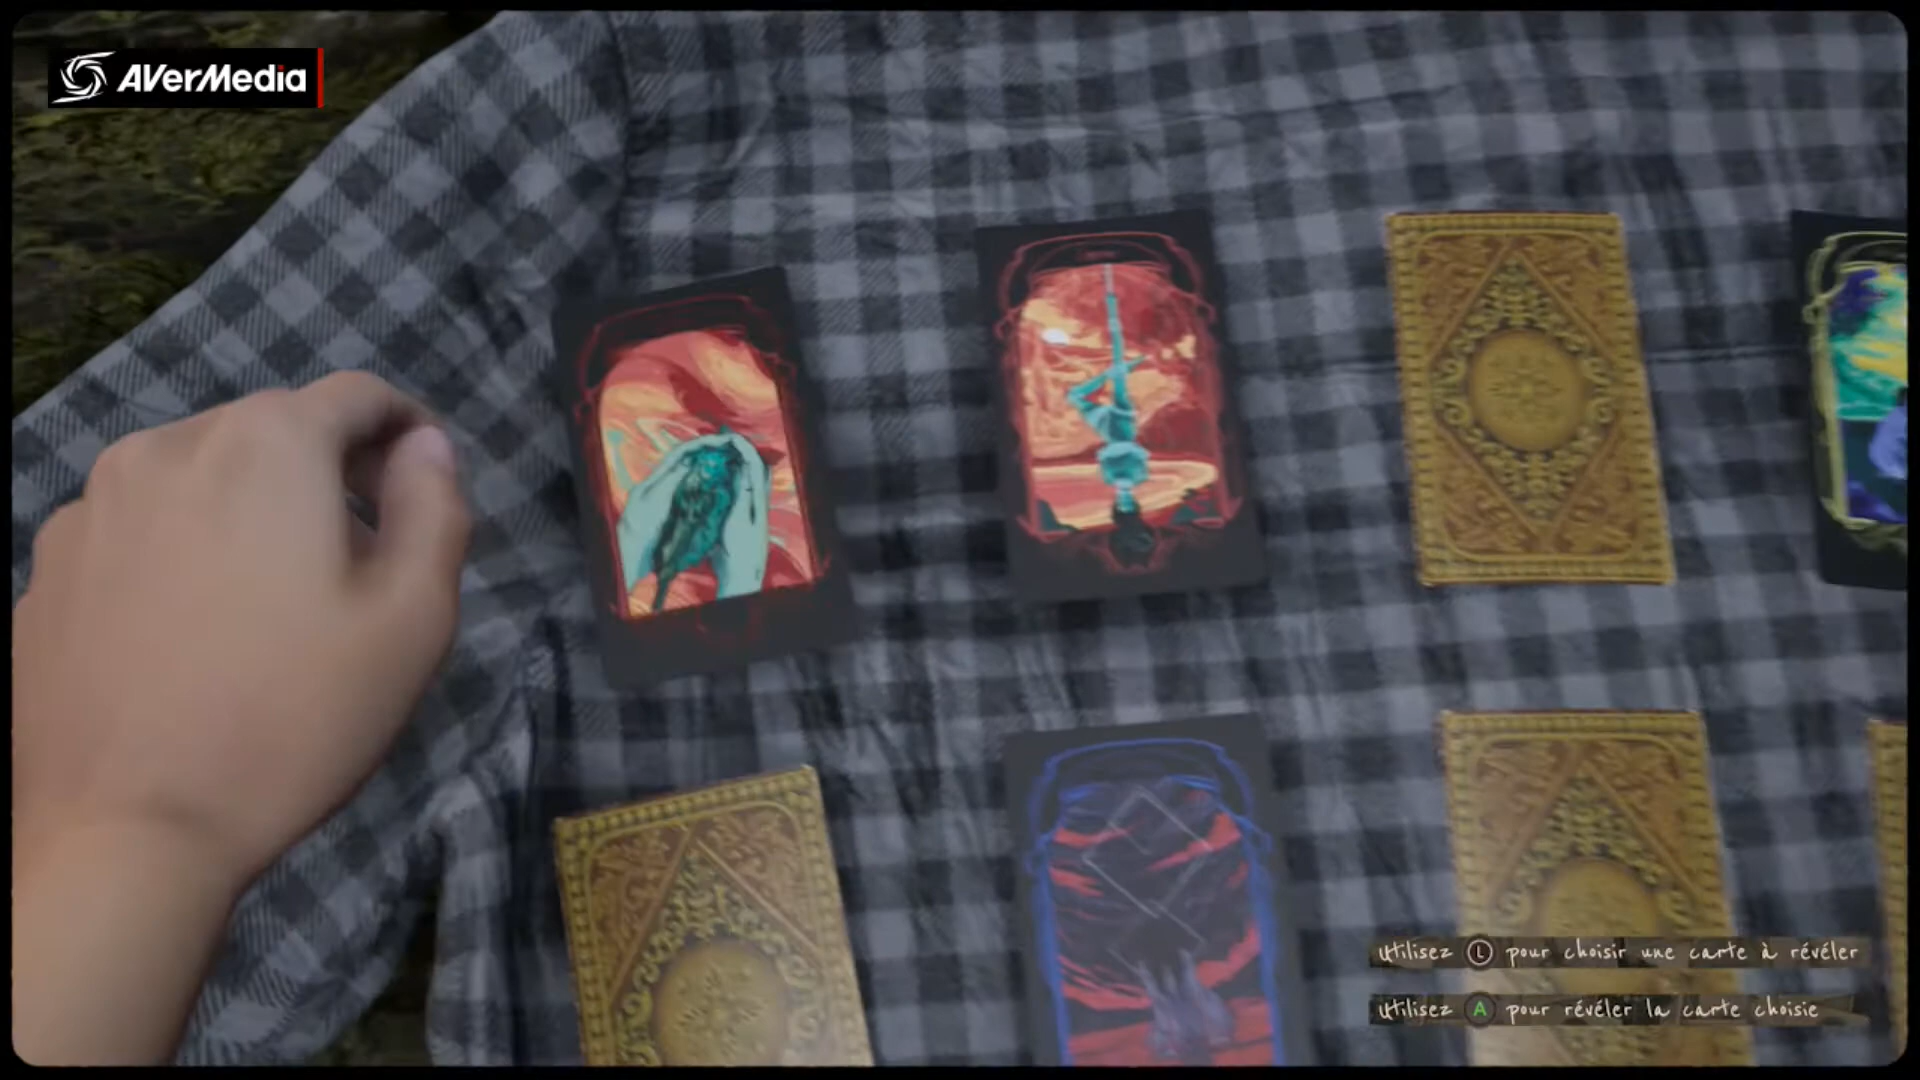 AVerMedia
Utilisez L pour choisir une carte à révéler
Utilisez A pour révéler la carte choisie